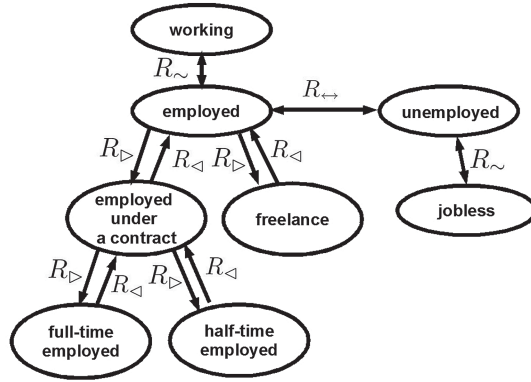 working
R∼
employed
R↔
unemployed
R▷
R◁
R▷
R◁
R∼
employed
under
a contract
freelance
jobless
R▷
R◁
R▷
R◁
full-time
employed
half-time
employed